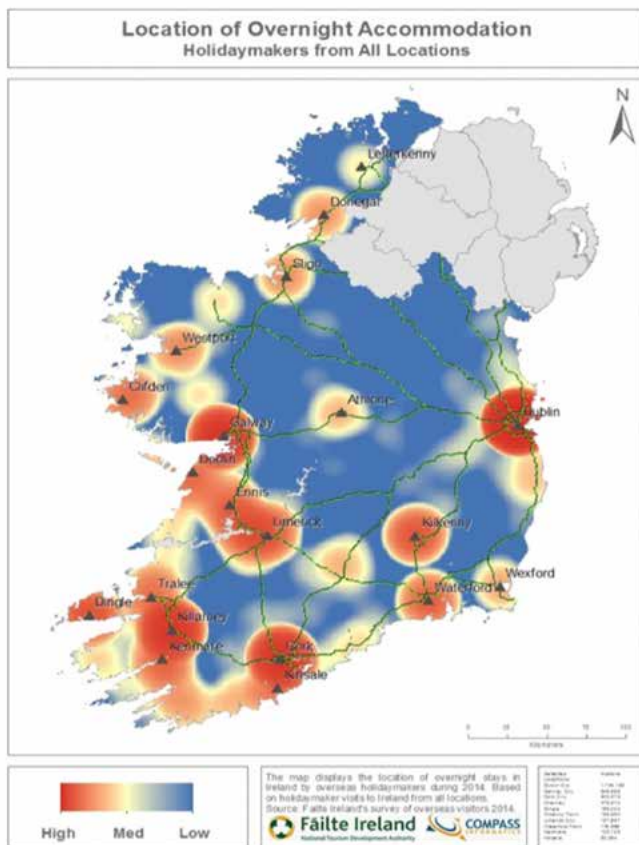 Location of Overnight Accommodation
Holidaymakers from All Locations
N
Letterkenny
Donegal
Sligo
Westport
Clifden
Athlone
Galway
Dublin
Doolin
Ennis
Limerick
Kilkenny
Wexford
Waterford
Tralee
Dingle
Killarney
Kenmare
Cork
Kinsale
Kilometers
High Med Low
The map displays the location of overnight stays in
Ireland by overseas holidaymakers during 2014. Based
on holidaymaker visits to Ireland from all locations.
Source: Fáilte Ireland's survey of overseas visitors 2014.
Fáilte Ireland
National Tourism Development Authority
COMPASS
INFORMATICS